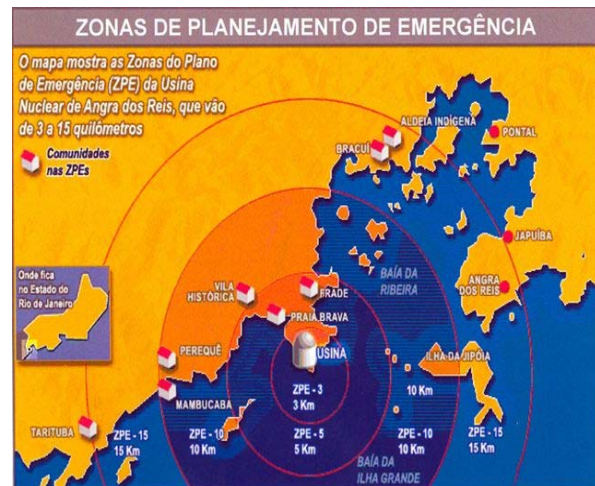 ZONAS DE PLANEJAMENTO DE EMERGÊNCIA
O mapa mostra as Zonas do Plano
de Emergência (ZPE) da Usina
Nuclear de Angra dos Reis, que vão
de 3 a 15 quilômetros
Comunidades
nas ZPEs
ALDEIA INDÍGENA
PONTAL
BRACUÍ
JAPUÍBA
Onde fica
no Estado do
Rio de Janeiro
BAÍA DA
RIBEIRA
ANGRA
DOS REIS
VILA
HISTÓRICA
FRADE
PRAIA BRAVA
USINA
PEREQUÊ
ILHA DA JIPÓIA
MAMBUCABA
ZPE - 3
3 Km
10 Km
TARITUBA
ZPE - 15
15 Km
ZPE - 10
10 Km
ZPE - 5
5 Km
ZPE - 10
10 Km
ZPE - 15
15 Km
BAÍA DA
ILHA GRANDE